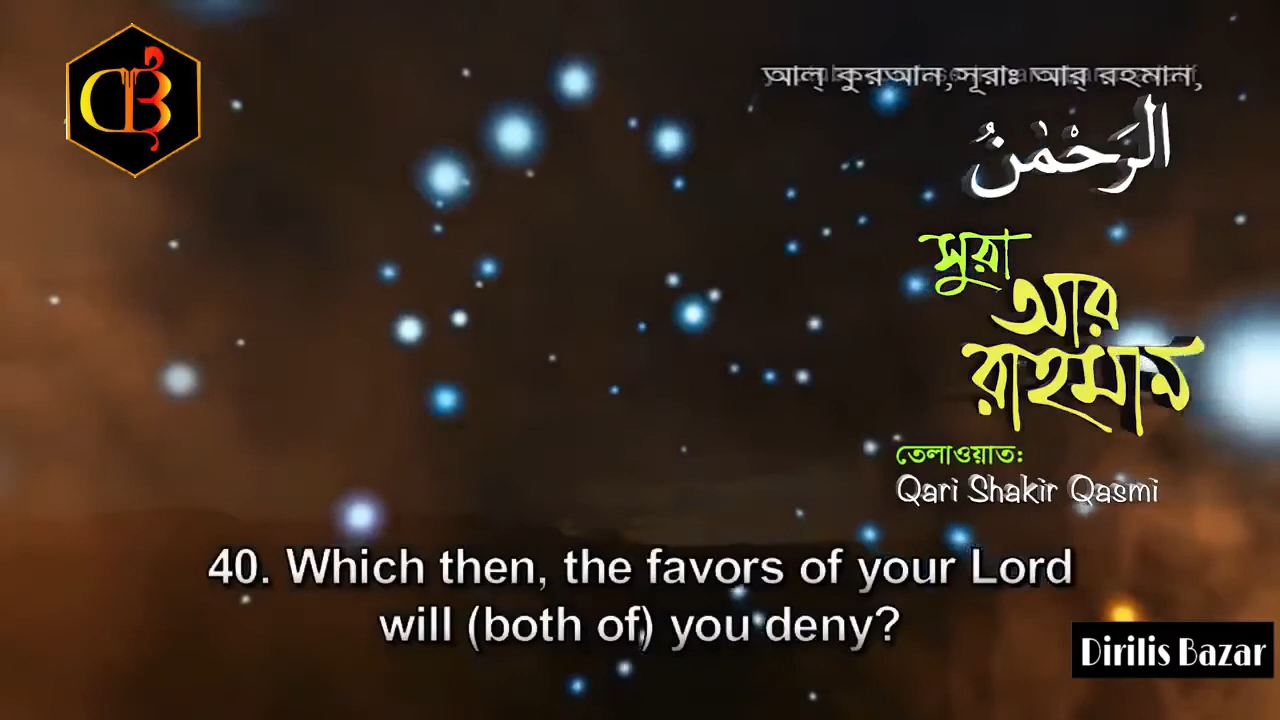 আল্ কুরআন,সূরাঃ আর্ রহমান,
الرَحْمٰنُ
সুরা
আর
রাহমান
তেলাওয়াত:
Qari Shakir Qasmi
40. Which then, the favors of your Lord
will (both of) you deny?
Dirilis Bazar